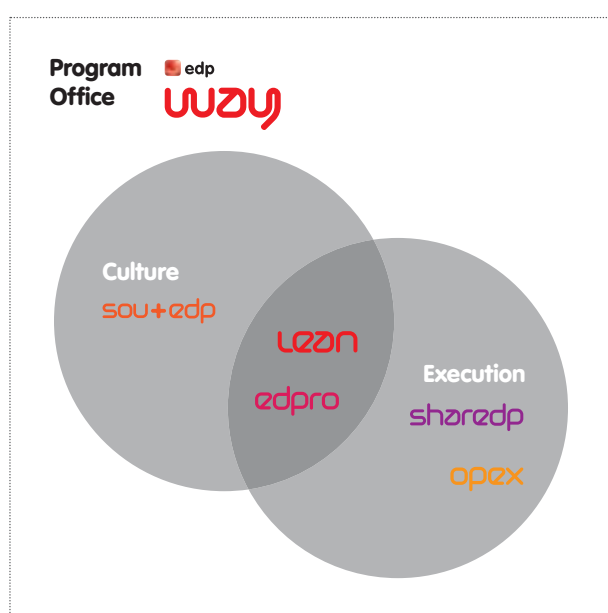 Program
Office
edp
way
Culture
sou+edp
Lean
edpro
Execution
sharedp
opex